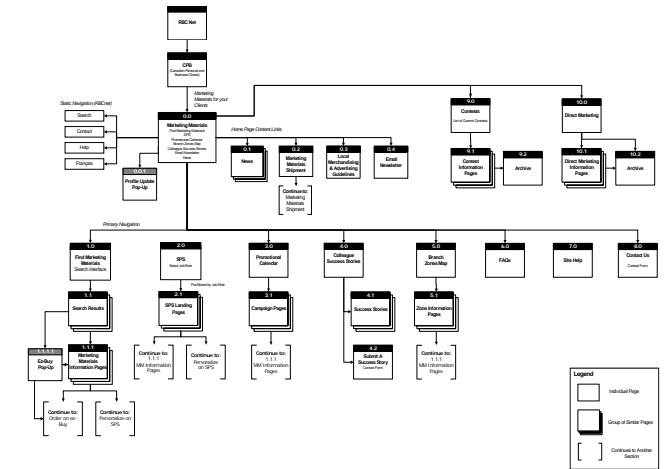 RBC Net
CPB
(Canadian Personal and
Business Clients)
Marketing
Materials for your
Clients
Static Navigation (RBCnet)
Search
Contact
Help
Français
0.0
Marketing Materials
Find Marketing Materials
SPS
Promotional Calendar
Branch Zones Map
Colleague Success Stories
Email Newsletter
News
0.0.1
Profile Update
Pop-Up
Home Page Content Links
0.1
News
0.2
Marketing
Materials
Shipment
Continue to:
Marketing
Materials
Shipment
0.3
Local
Merchandising
& Advertising
Guidelines
0.4
Email
Newsletter
9.0
Contests
List of Current Contests
9.1
Contest
Information
Pages
9.2
Archive
10.0
Direct Marketing
10.1
Direct Marketing
Information
Pages
10.2
Archive
Primary Navigation
1.0
Find Marketing
Materials
Search Interface
1.1
Search Results
1.1.1.1
Ez-Buy
Pop-Up
1.1.1
Marketing
Materials
Information Pages
Continue to:
Order on ez-
Buy
Continue to:
Personalize on
SPS
2.0
SPS
Select Job Role
Pre-filtered by Job Role
2.1
SPS Landing
Pages
Continue to:
1.1.1
MM Information
Pages
Continue to:
Personalize
on SPS
3.0
Promotional
Calendar
3.1
Campaign Pages
Continue to:
1.1.1
MM Information
Pages
4.0
Colleague
Success Stories
4.1
Success Stories
4.2
Submit A
Success Story
Contact Form
5.0
Branch
Zones Map
5.1
Zone Information
Pages
Continue to:
1.1.1
MM Information
Pages
6.0
FAQs
7.0
Site Help
8.0
Contact Us
Contact Form
Legend
Individual Page
Group of Similar Pages
Continues to Another
Section